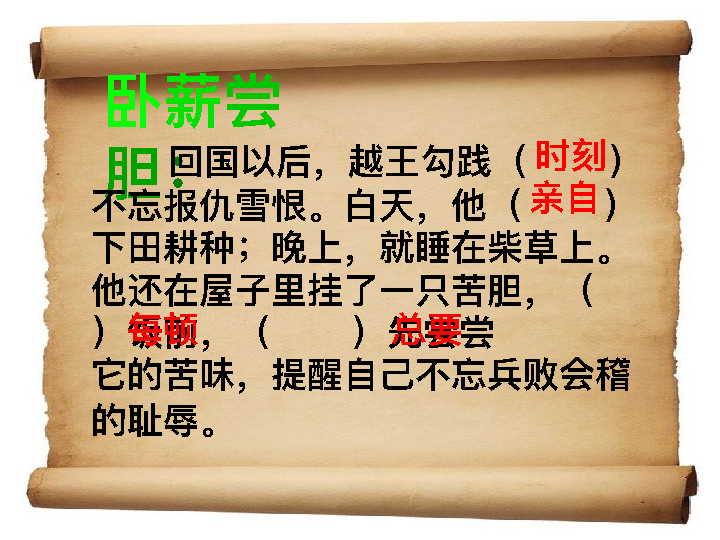 卧薪尝
胆：
回国以后，越王勾践（时刻）
不忘报仇雪恨。白天，他（亲自）
下田耕种；晚上，就睡在柴草上。
他还在屋子里挂了一只苦胆，（
）每顿饭前，（ ）总要先尝尝
它的苦味，提醒自己不忘兵败会稽
的耻辱。